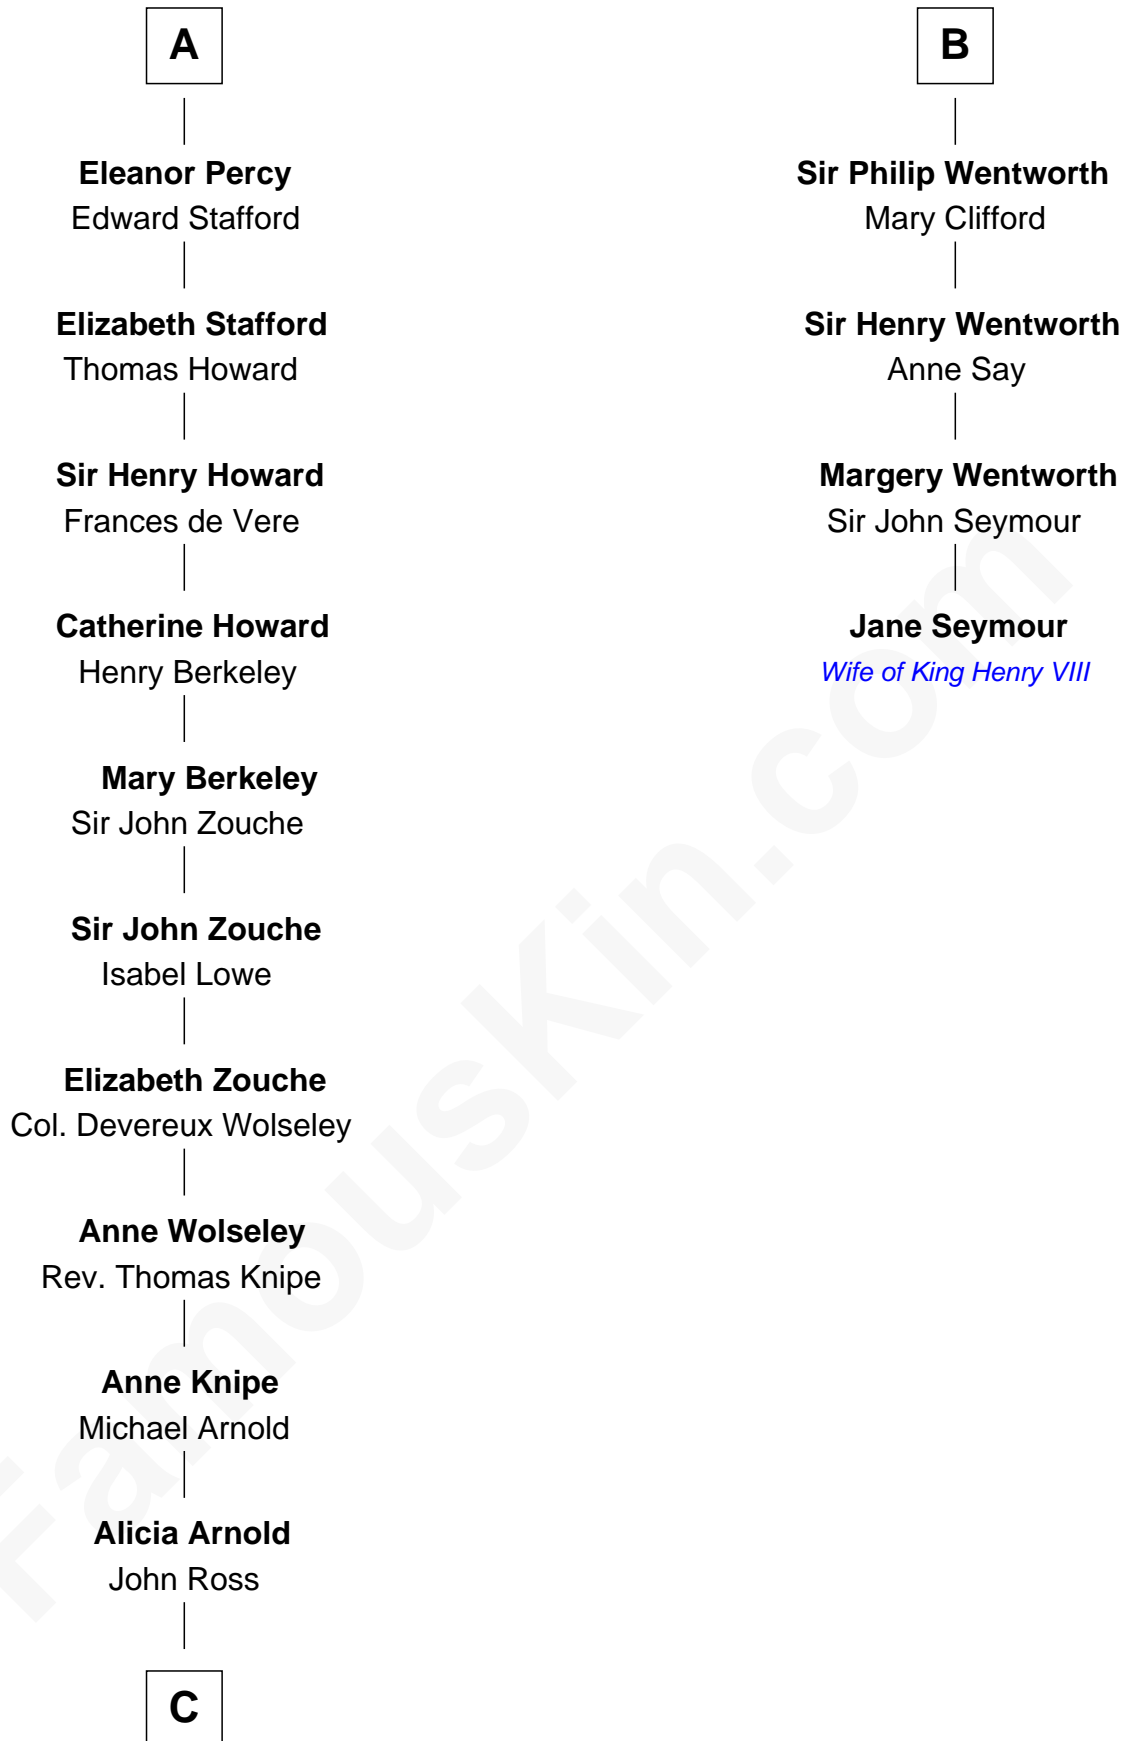 A
Eleanor Percy
Edward Stafford
Elizabeth Stafford
Thomas Howard
Sir Henry Howard
Frances de Vere
Catherine Howard
Henry Berkeley
Mary Berkeley
Sir John Zouche
Sir John Zouche
Isabel Lowe
Elizabeth Zouche
Col. Devereux Wolseley
Anne Wolseley
Rev. Thomas Knipe
Anne Knipe
Michael Arnold
Alicia Arnold
John Ross
C
B
Sir Philip Wentworth
Mary Clifford
Sir Henry Wentworth
Anne Say
Margery Wentworth
Sir John Seymour
Jane Seymour
Wife of King Henry VIII
FamousKin.com